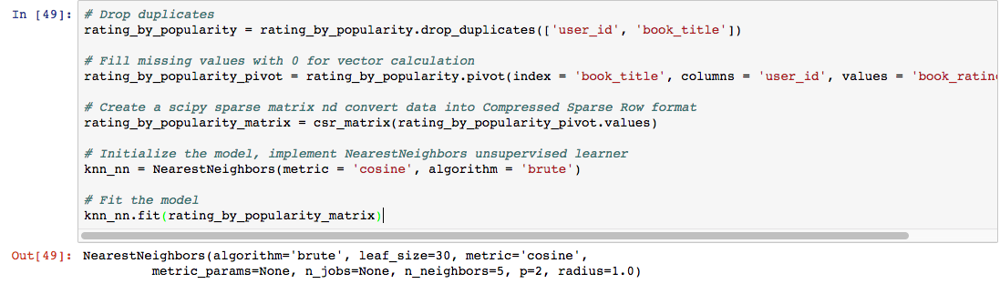 In [49]: # Drop duplicates
rating_by_popularity = rating_by_popularity.drop_duplicates(['user_id', 'book_title'])
# Fill missing values with 0 for vector calculation
rating_by_popularity_pivot = rating_by_popularity.pivot(index = 'book_title', columns = 'user_id', values = 'book_rating
# Create a scipy sparse matrix nd convert data into Compressed Sparse Row format
rating_by_popularity_matrix = csr_matrix(rating_by_popularity_pivot.values)
# Initialize the model, implement NearestNeighbors unsupervised learner
knn_nn = NearestNeighbors(metric = 'cosine', algorithm = 'brute')
# Fit the model
knn_nn.fit(rating_by_popularity_matrix)
Out[49]: NearestNeighbors(algorithm='brute', leaf_size=30, metric='cosine',
metric_params=None, n_jobs=None, n_neighbors=5, p=2, radius=1.0)